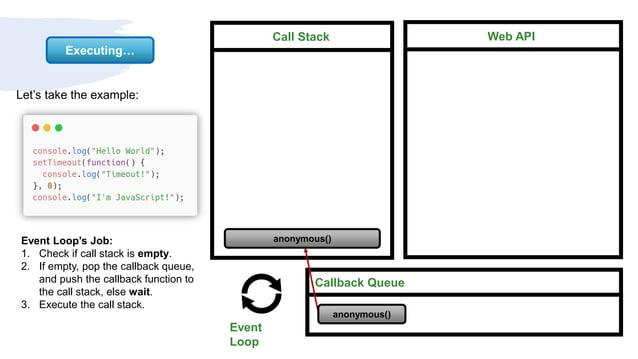 Executing…
Let’s take the example:
console.log("Hello World");
setTimeout(function() {
console.log("Timeout!");
}, 0);
console.log("I'm JavaScript!");
Event Loop’s Job:
1. Check if call stack is empty.
2. If empty, pop the callback queue,
and push the callback function to
the call stack, else wait.
3. Execute the call stack.
Call Stack
anonymous()
Web API
Event
Loop
Callback Queue
anonymous()